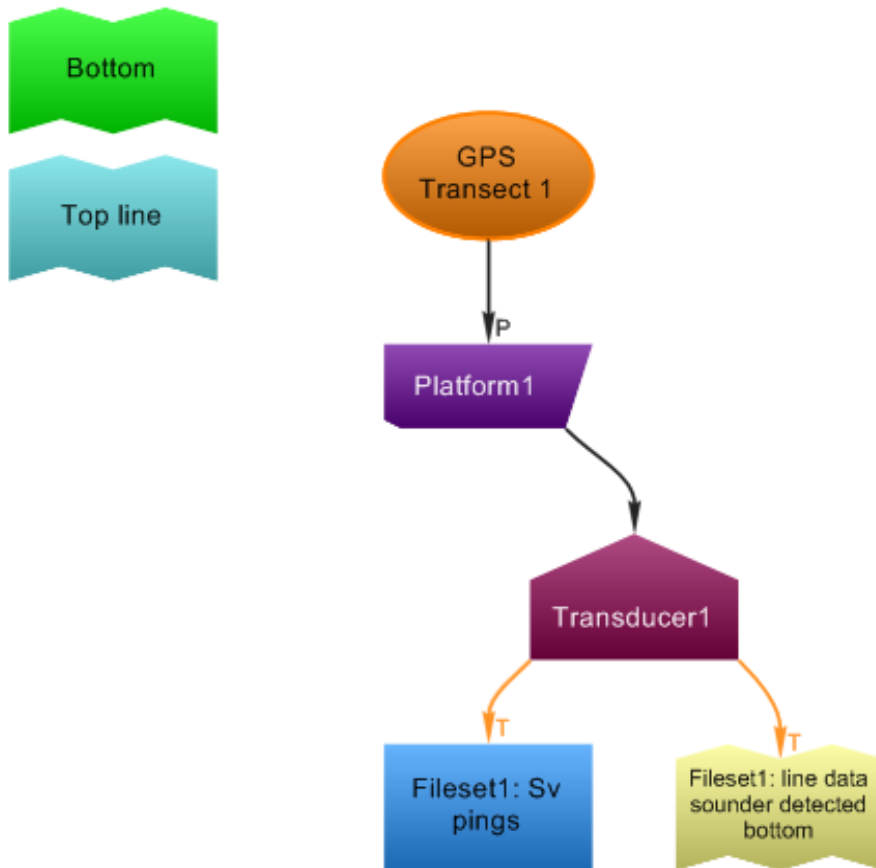 Bottom
Top line
GPS
Transect 1
P
Platform1
Transducer1
T
T
Fileset1: Sv
pings
Fileset1: line data
sounder detected
bottom